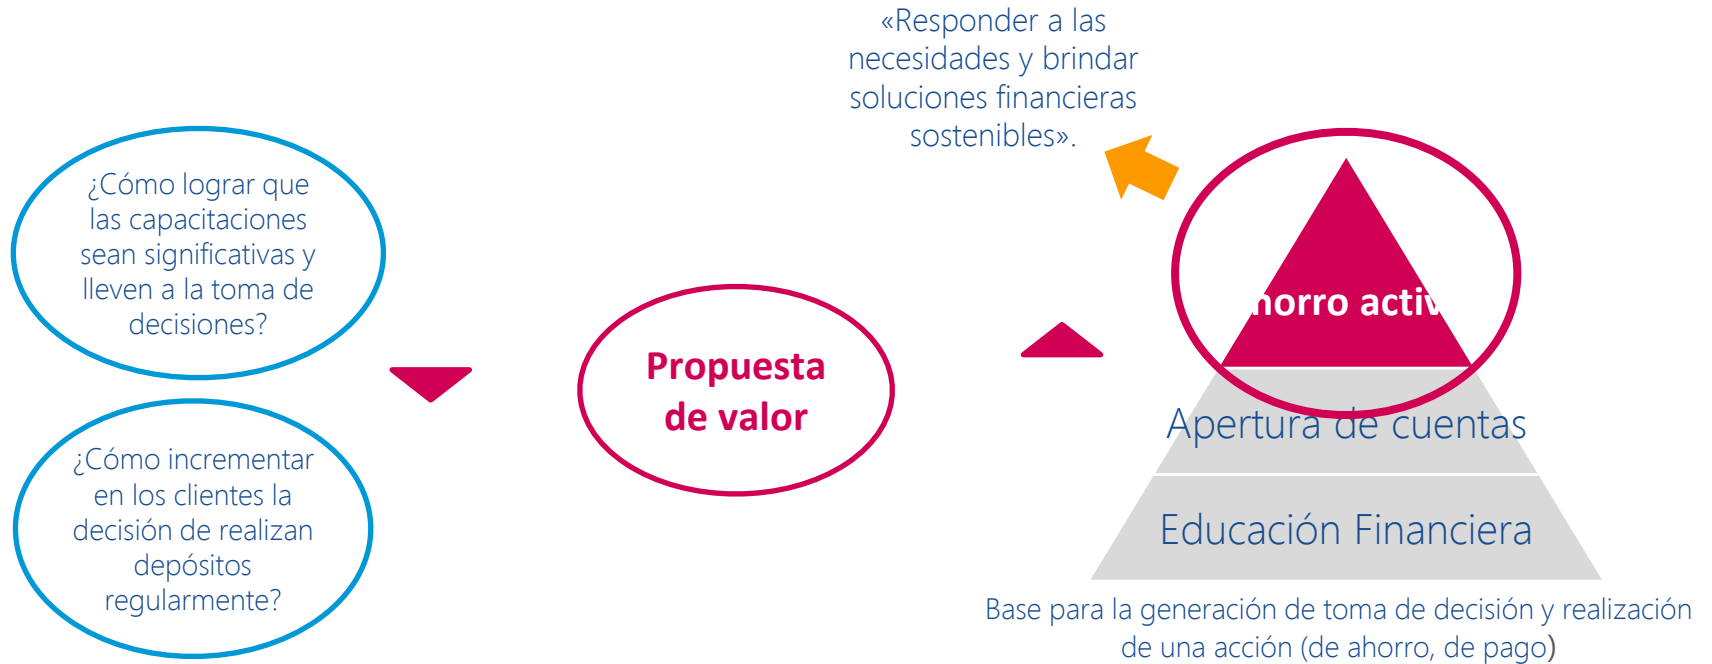 «Responder a las
necesidades y brindar
soluciones financieras
sostenibles».
¿Cómo lograr que
las capacitaciones
sean significativas y
lleven a la toma de
decisiones?
¿Cómo incrementar
en los clientes la
decisión de realizan
depósitos
regularmente?
Propuesta
de valor
horro activ
Apertura de cuentas
Educación Financiera
Base para la generación de toma de decisión y realización
de una acción (de ahorro, de pago)